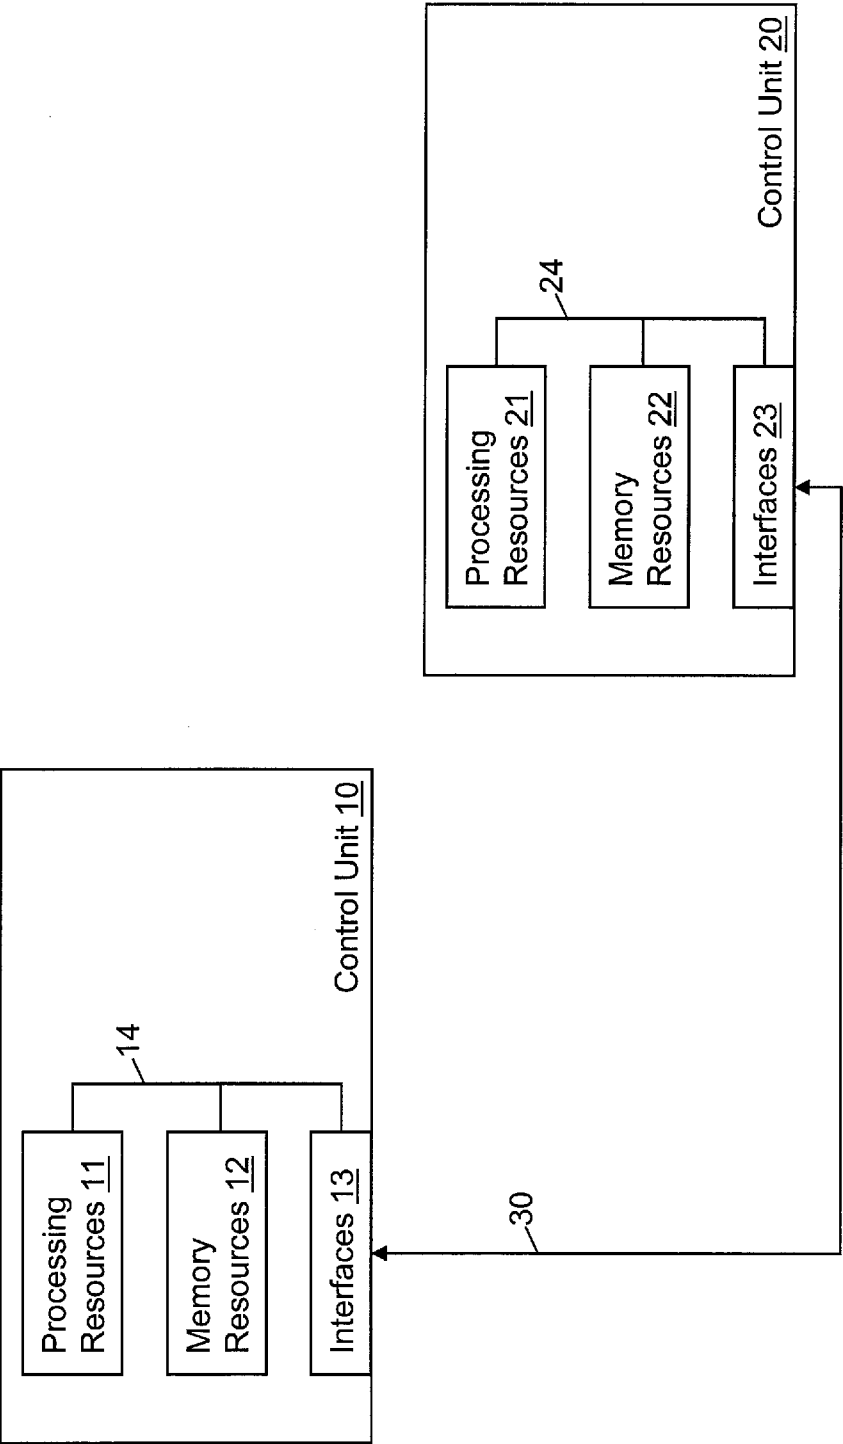 Processing
Resources 11
Memory
Resources 12
Interfaces 13
14
Control Unit 10
30
Processing
Resources 21
Memory
Resources 22
Interfaces 23
24
Control Unit 20